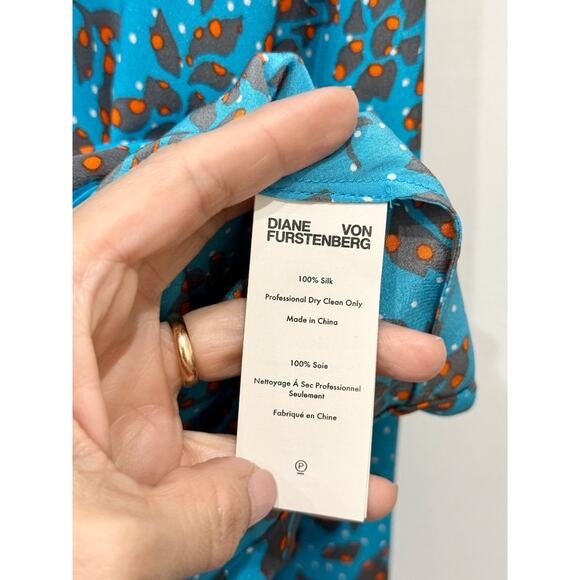 DIANE VON
FURSTENBERG
100% Silk
Professional Dry Clean Only
Made in China
100% Soie
Nettoyage Á Sec Professionnel
Seulement
Fabriqué en Chine
P